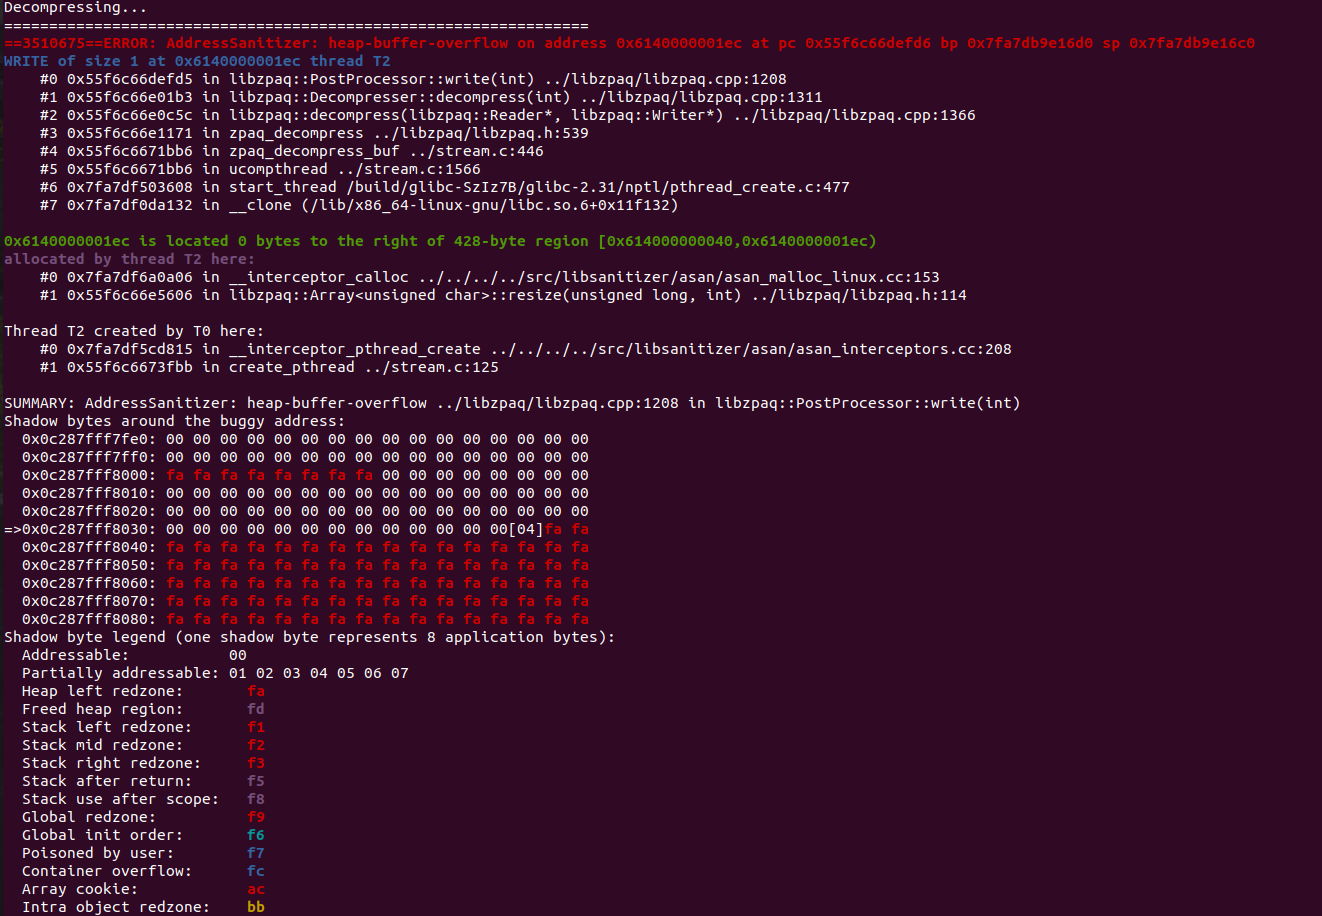 Decompressing...
=================================================================
==3510675==ERROR: AddressSanitizer: heap-buffer-overflow on address 0x6140000001ec at pc 0x55f6c66defd6 bp 0x7fa7db9e16d0 sp 0x7fa7db9e16c0
WRITE of size 1 at 0x6140000001ec thread T2
    #0 0x55f6c66defd5 in libzpaq::PostProcessor::write(int) ../libzpaq/libzpaq.cpp:1208
    #1 0x55f6c66e01b3 in libzpaq::Decompresser::decompress(int) ../libzpaq/libzpaq.cpp:1311
    #2 0x55f6c66e0c5c in libzpaq::decompress(libzpaq::Reader*, libzpaq::Writer*) ../libzpaq/libzpaq.cpp:1366
    #3 0x55f6c66e1171 in zpaq_decompress ../libzpaq/libzpaq.h:539
    #4 0x55f6c6671bb6 in zpaq_decompress_buf ../stream.c:446
    #5 0x55f6c6671bb6 in ucompthread ../stream.c:1566
    #6 0x7fa7df503608 in start_thread /build/glibc-SzIz7B/glibc-2.31/nptl/pthread_create.c:477
    #7 0x7fa7df0da132 in __clone (/lib/x86_64-linux-gnu/libc.so.6+0x11f132)

0x6140000001ec is located 0 bytes to the right of 428-byte region [0x614000000040,0x6140000001ec)
allocated by thread T2 here:
    #0 0x7fa7df6a0a06 in __interceptor_calloc ../../../../src/libsanitizer/asan/asan_malloc_linux.cc:153
    #1 0x55f6c66e5606 in libzpaq::Array<unsigned char>::resize(unsigned long, int) ../libzpaq/libzpaq.h:114

Thread T2 created by T0 here:
    #0 0x7fa7df5cd815 in __interceptor_pthread_create ../../../../src/libsanitizer/asan/asan_interceptors.cc:208
    #1 0x55f6c6673fbb in create_pthread ../stream.c:125

SUMMARY: AddressSanitizer: heap-buffer-overflow ../libzpaq/libzpaq.cpp:1208 in libzpaq::PostProcessor::write(int)
Shadow bytes around the buggy address:
  0x0c287fff7fe0: 00 00 00 00 00 00 00 00 00 00 00 00 00 00 00 00
  0x0c287fff7ff0: 00 00 00 00 00 00 00 00 00 00 00 00 00 00 00 00
  0x0c287fff8000: fa fa fa fa fa fa fa fa 00 00 00 00 00 00 00 00
  0x0c287fff8010: 00 00 00 00 00 00 00 00 00 00 00 00 00 00 00 00
  0x0c287fff8020: 00 00 00 00 00 00 00 00 00 00 00 00 00 00 00 00
=>0x0c287fff8030: 00 00 00 00 00 00 00 00 00 00 00 00 00[04]fa fa
  0x0c287fff8040: fa fa fa fa fa fa fa fa fa fa fa fa fa fa fa fa
  0x0c287fff8050: fa fa fa fa fa fa fa fa fa fa fa fa fa fa fa fa
  0x0c287fff8060: fa fa fa fa fa fa fa fa fa fa fa fa fa fa fa fa
  0x0c287fff8070: fa fa fa fa fa fa fa fa fa fa fa fa fa fa fa fa
  0x0c287fff8080: fa fa fa fa fa fa fa fa fa fa fa fa fa fa fa fa
Shadow byte legend (one shadow byte represents 8 application bytes):
  Addressable:           00
  Partially addressable: 01 02 03 04 05 06 07
  Heap left redzone:       fa
  Freed heap region:       fd
  Stack left redzone:      f1
  Stack mid redzone:       f2
  Stack right redzone:     f3
  Stack after return:      f5
  Stack use after scope:   f8
  Global redzone:          f9
  Global init order:       f6
  Poisoned by user:        f7
  Container overflow:      fc
  Array cookie:            ac
  Intra object redzone:    bb